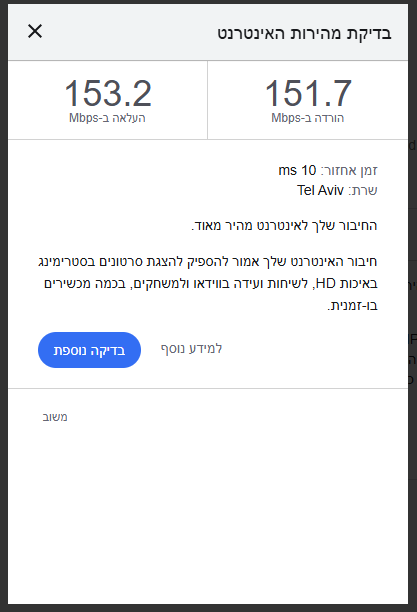 בדיקת מהירות האינטרנט
151.7
הורדה ב-Mbps
153.2
העלאה ב-Mbps
זמן אחזור: 10 ms
שרת: Tel Aviv
החיבור שלך לאינטרנט מהיר מאוד.
חיבור האינטרנט שלך אמור להספיק להצגת סרטונים בסטרימינג
באיכות HD, לשיחות ועידה בווידאו ולמשחקים, בכמה מכשירים
בו-זמנית.
למידע נוסף
בדיקה נוספת
משוב